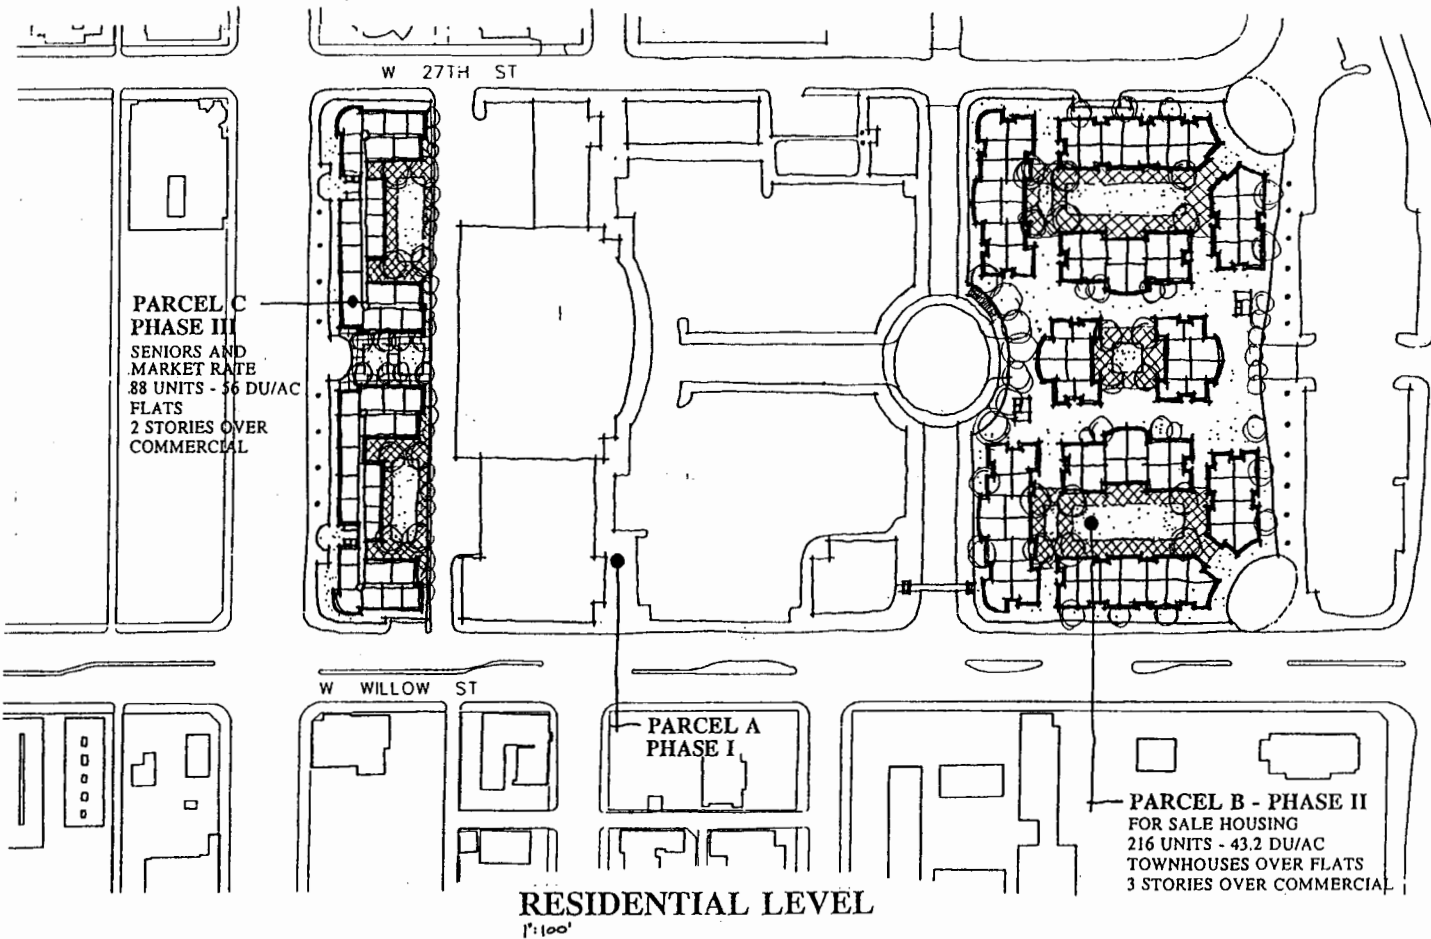 W 27TH ST
PARCEL C
PHASE III
SENIORS AND
MARKET RATE
88 UNITS - 56 DU/AC
FLATS
2 STORIES OVER
COMMERCIAL
W WILLOW ST
PARCEL A
PHASE I
PARCEL B - PHASE II
FOR SALE HOUSING
216 UNITS - 43.2 DU/AC
TOWNHOUSES OVER FLATS
3 STORIES OVER COMMERCIAL
RESIDENTIAL LEVEL
1":100'